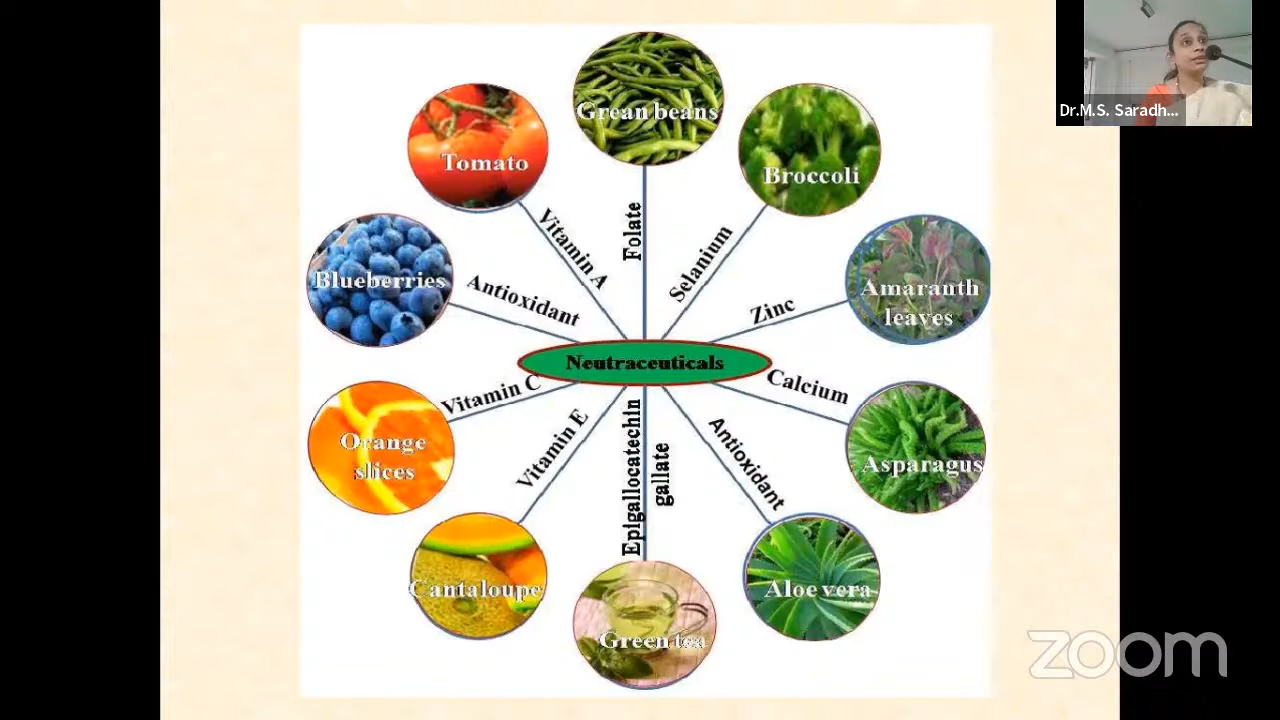 Grean beans
Tomato
Broccoli
Vitamin A
Folate
Selanium
Blueberries
Antioxidant
Zinc
Amaranth
leaves
Neutraceuticals
Vitamin C
Calcium
Orange
slices
Vitamin E
Epigallocatechin
gallate
Antioxidant
Asparagus
Cantaloupe
Green tea
Aloe vera
Dr.M.S. Saradh...
zoom